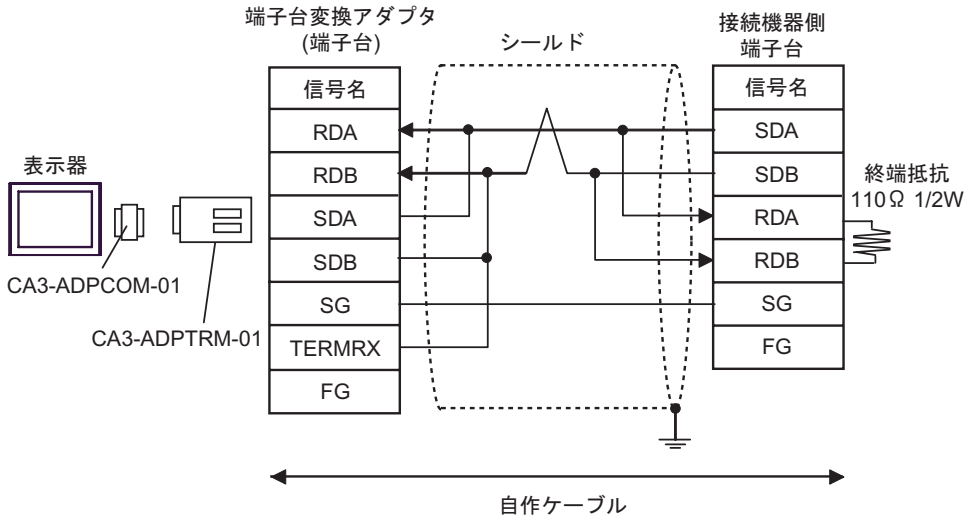 端子台変換アダプタ
(端子台)
シールド
接続機器側
端子台
信号名
RDA
RDB
SDA
SDB
SG
TERMRX
FG
信号名
SDA
SDB
RDA
RDB
SG
FG
表示器
CA3-ADPCOM-01
CA3-ADPTRM-01
終端抵抗
110Ω 1/2W
自作ケーブル